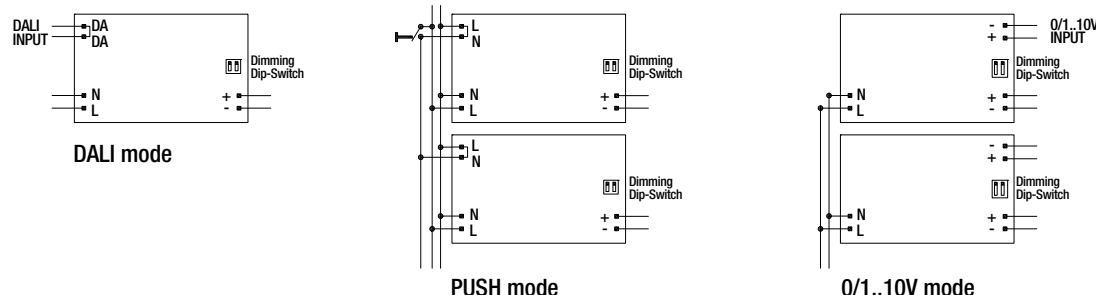 DALI
INPUT
DA
DA
Dimming
Dip-Switch
N
L
+
-
DALI mode
L
N
Dimming
Dip-Switch
N
L
+
-
L
N
Dimming
Dip-Switch
N
L
+
-
PUSH mode
-
+
0/1..10V
INPUT
Dimming
Dip-Switch
N
L
+
-
-
+
Dimming
Dip-Switch
N
L
+
-
0/1..10V mode